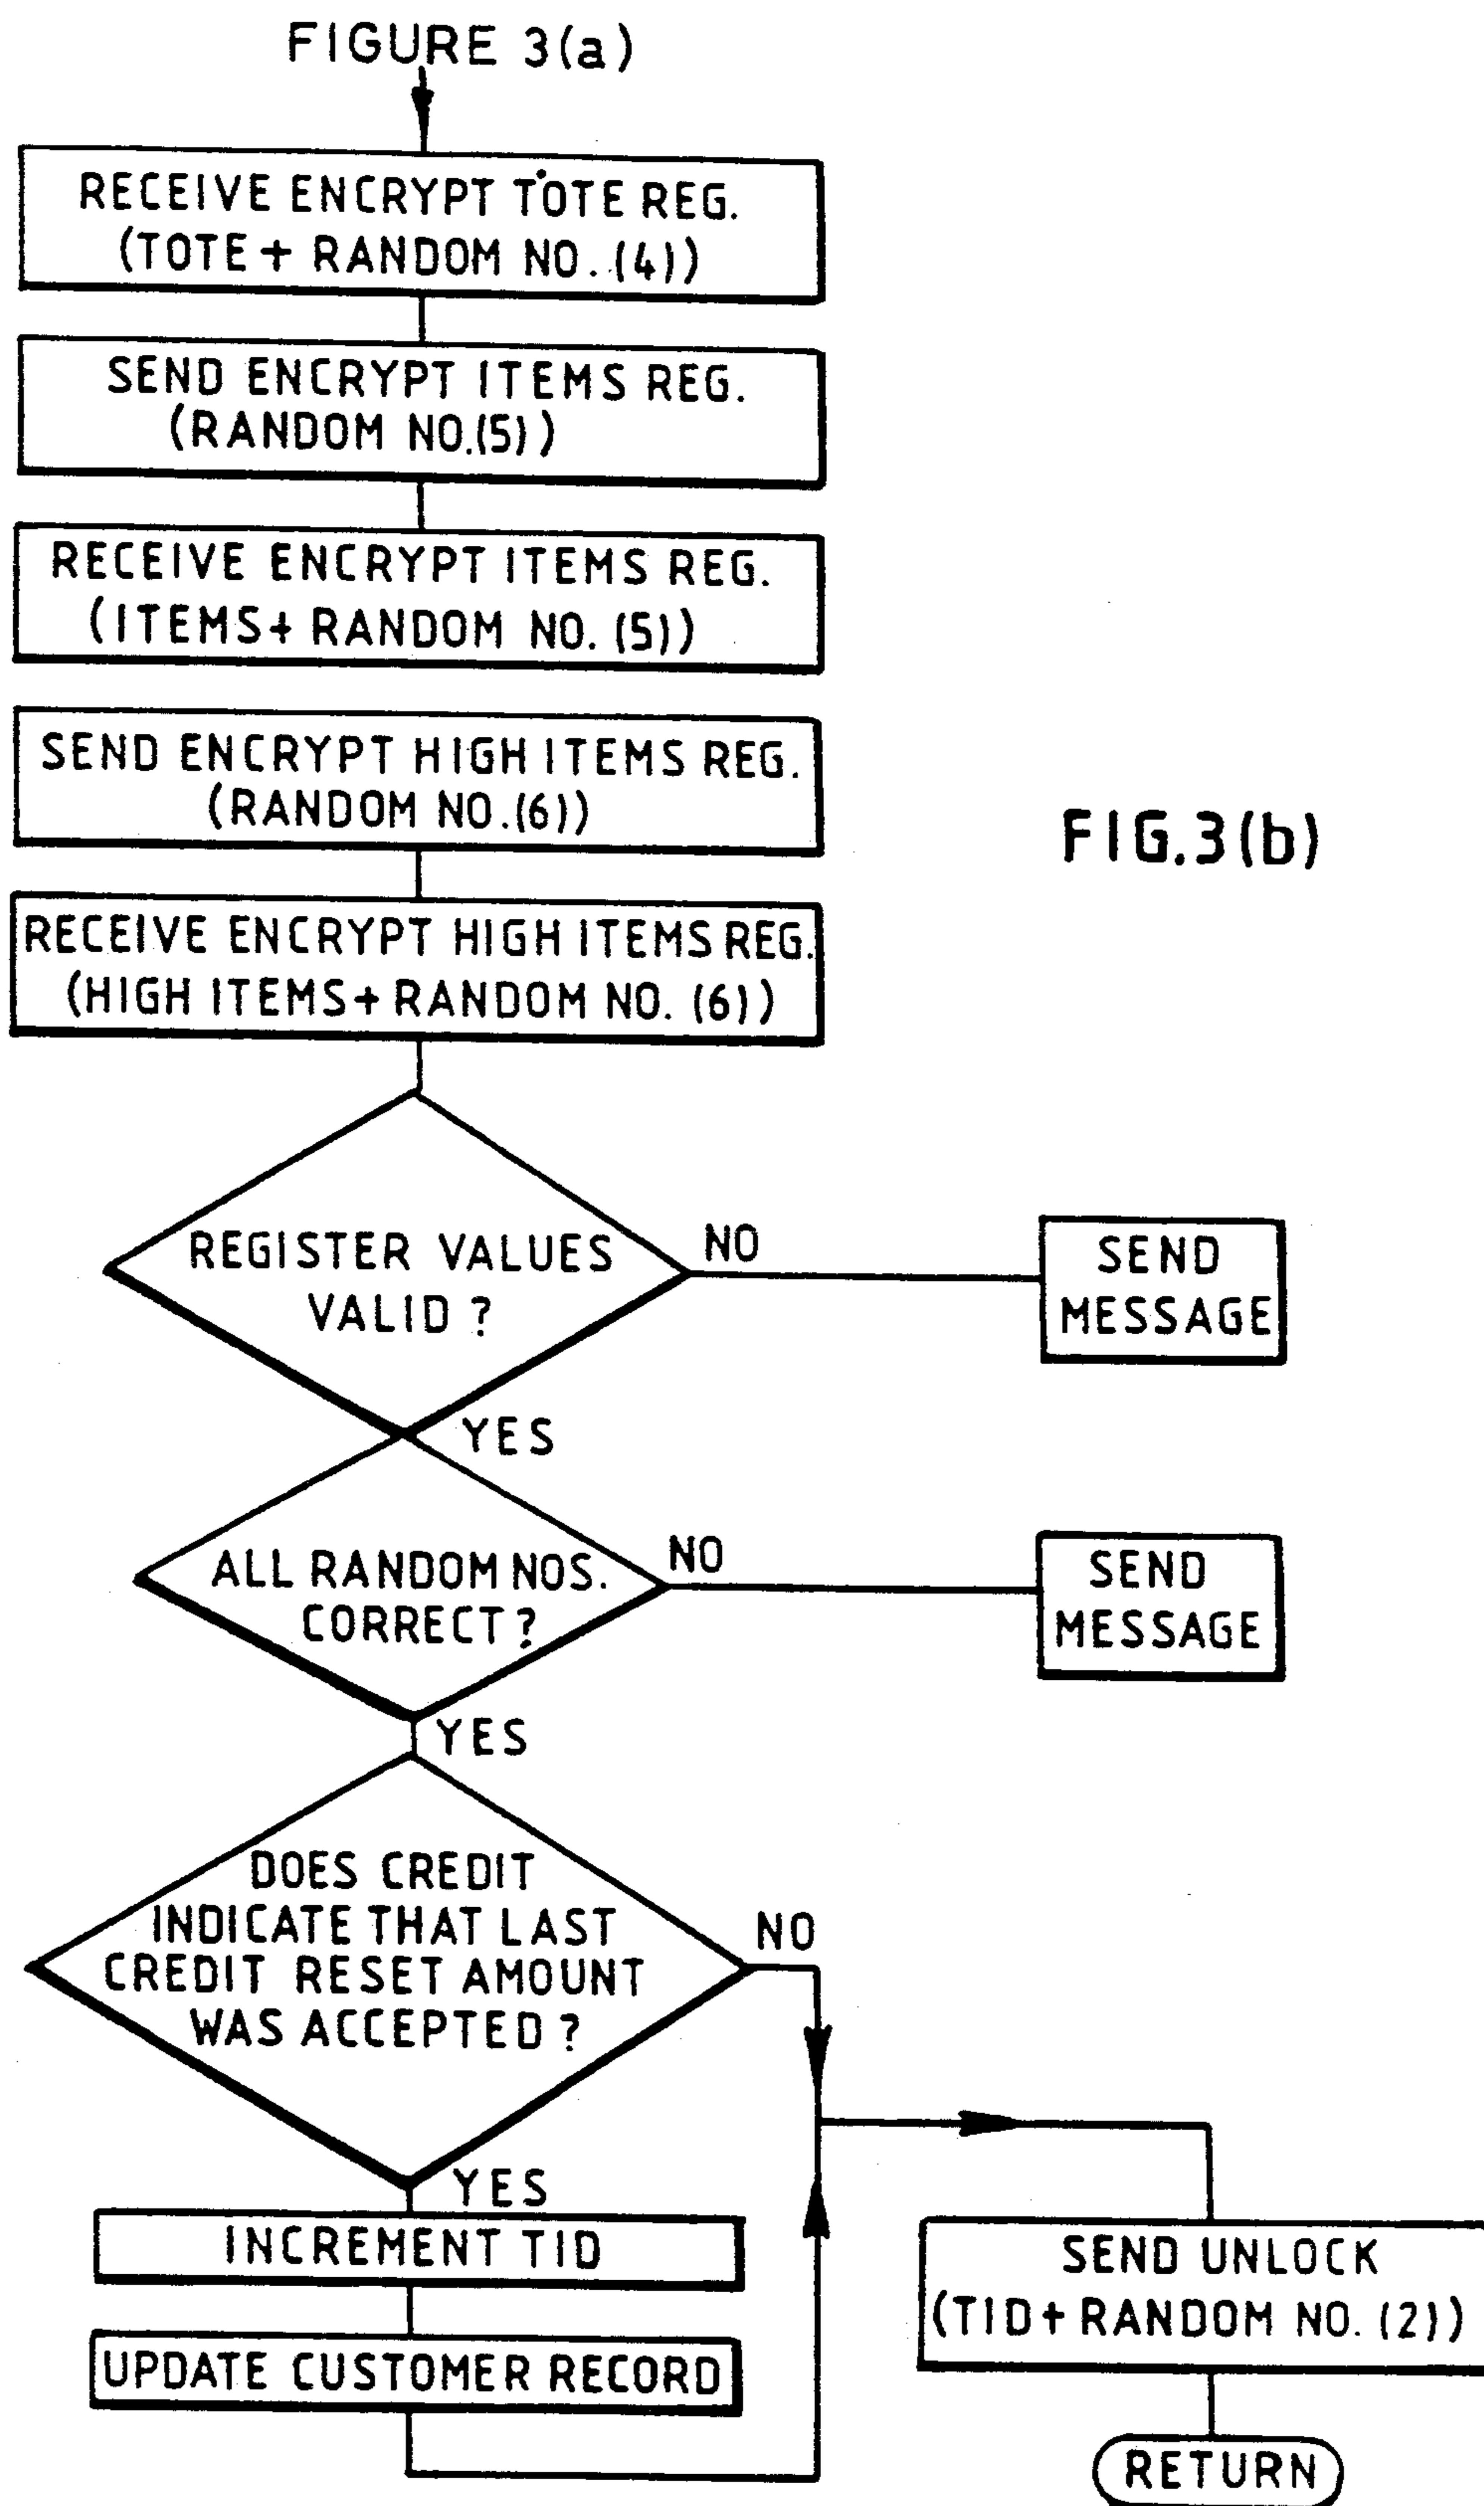 FIGURE 3(a)
RECEIVE ENCRYPT TOTE REG.
(TOTE + RANDOM NO. (4))
SEND ENCRYPT ITEMS REG.
(RANDOM NO.(5))
RECEIVE ENCRYPT ITEMS REG.
(ITEMS + RANDOM NO. (5))
SEND ENCRYPT HIGH ITEMS REG.
(RANDOM NO.(6))
FIG.3(b)
RECEIVE ENCRYPT HIGH ITEMS REG.
(HIGH ITEMS + RANDOM NO. (6))
REGISTER VALUES
VALID ?
NO
SEND
MESSAGE
YES
ALL RANDOM NOS.
CORRECT ?
NO
SEND
MESSAGE
YES
DOES CREDIT
INDICATE THAT LAST
CREDIT RESET AMOUNT
WAS ACCEPTED ?
NO
YES
INCREMENT TID
UPDATE CUSTOMER RECORD
SEND UNLOCK
(TID + RANDOM NO. (2))
RETURN